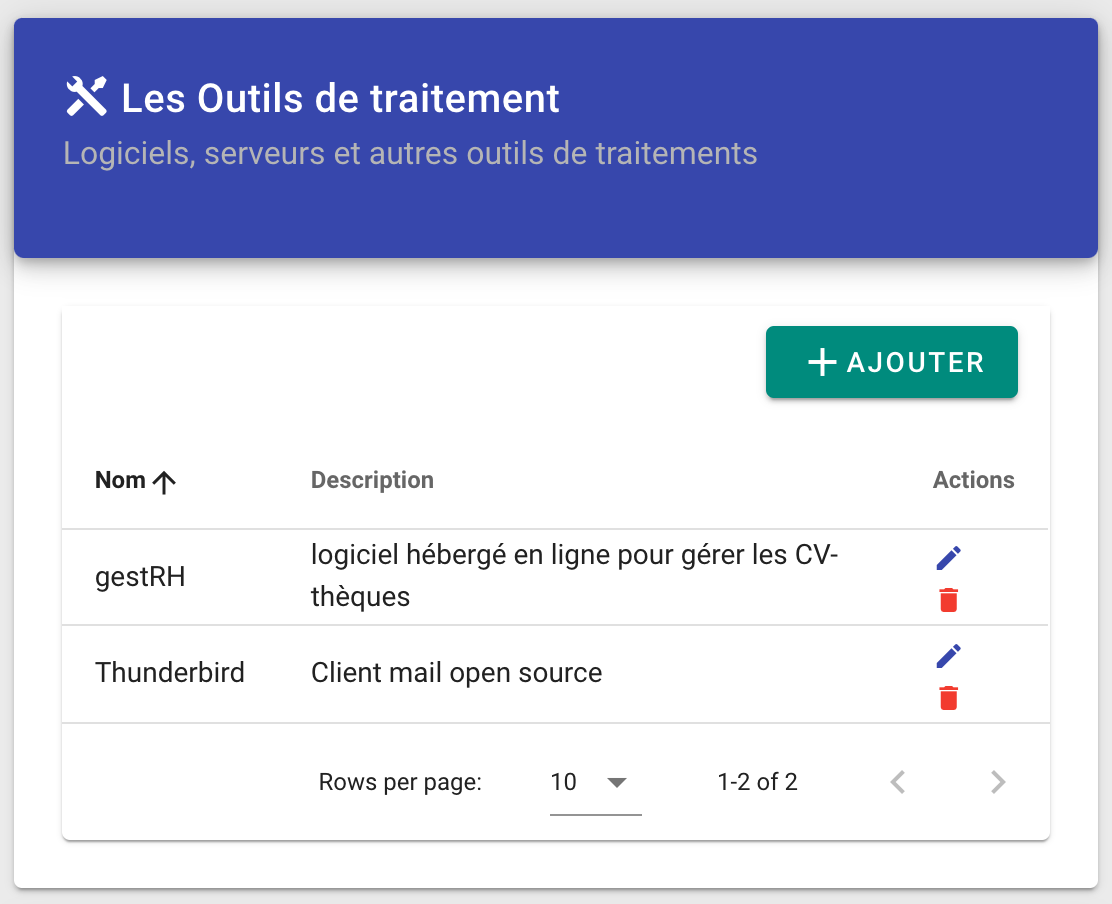 Les Outils de traitement
Logiciels, serveurs et autres outils de traitements
AJOUTER
Nom Description Actions
gestRH logiciel hébergé en ligne pour gérer les CV-
thèques
Thunderbird Client mail open source
Rows per page: 10 1-2 of 2